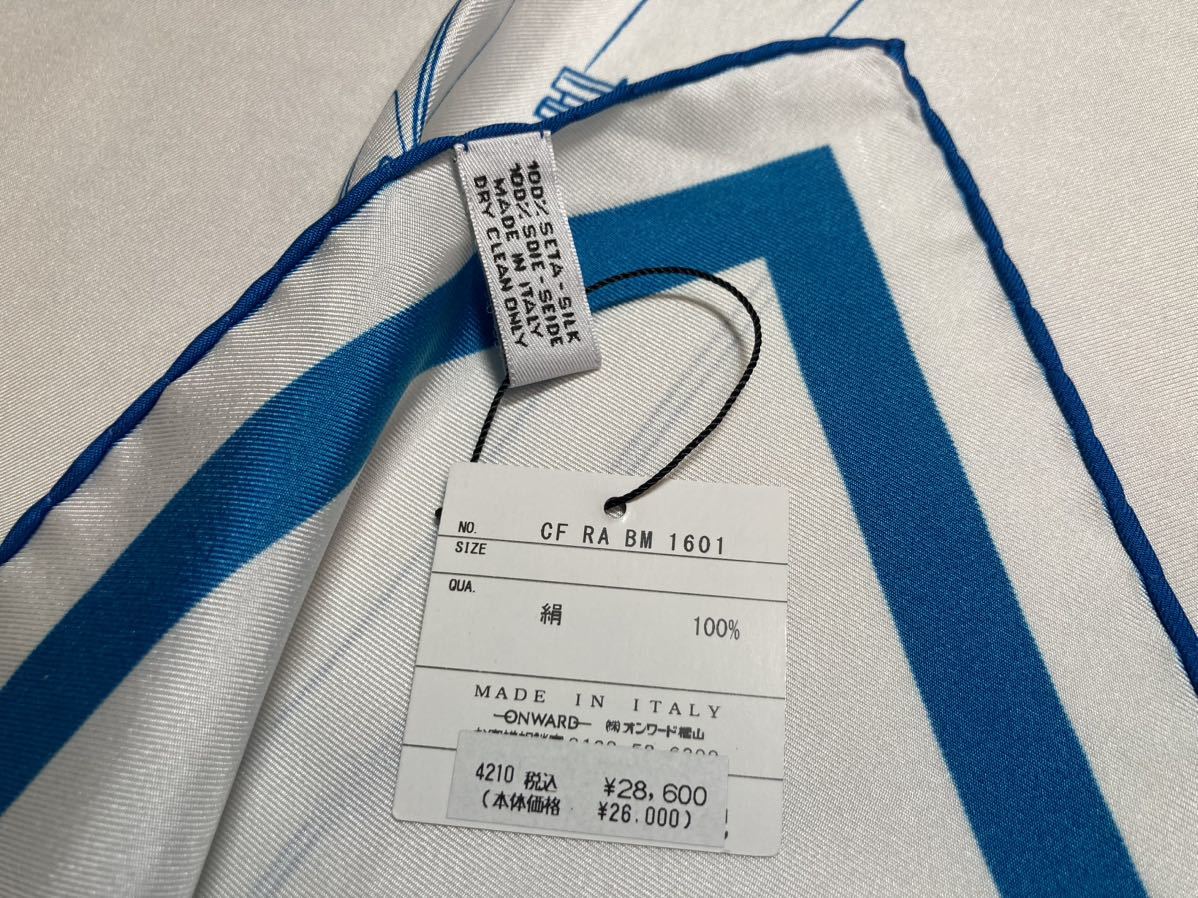 100% SETA - SILK
100% SOIE - SEIDE
MADE IN ITALY
DRY CLEAN ONLY
NO. CF RA BM 1601
SIZE
QUA.
絹 100%
MADE IN ITALY
ONWARD ㈱オンワード樫山
4210 税込 ¥28,600
(本体価格 ¥26.000)